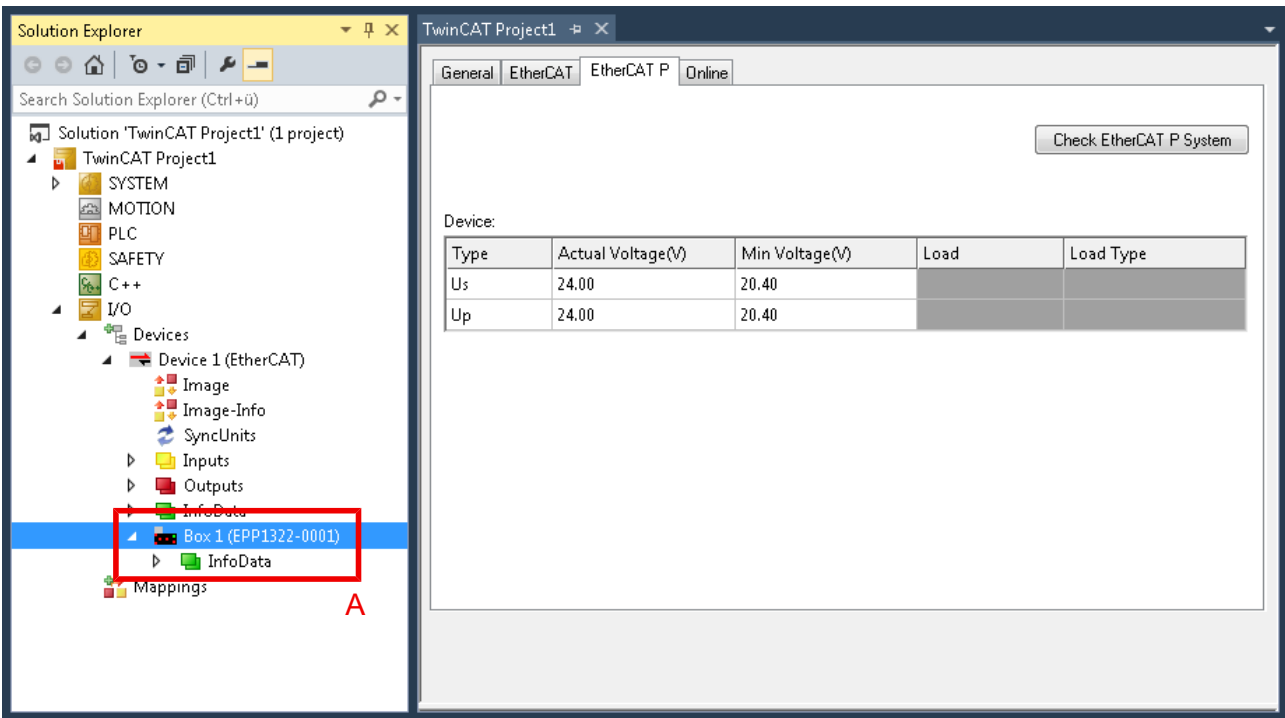 Solution Explorer
Search Solution Explorer (Ctrl+ü)
Solution 'TwinCAT Project1' (1 project)
TwinCAT Project1
SYSTEM
MOTION
PLC
SAFETY
C++
I/O
Devices
Device 1 (EtherCAT)
Image
Image-Info
SyncUnits
Inputs
Outputs
InfoData
Box 1 (EPP1322-0001)
InfoData
Mappings
A
TwinCAT Project1
General EtherCAT EtherCAT P Online
Check EtherCAT P System
Device:
Type Actual Voltage(V) Min Voltage(V) Load Load Type
Us 24.00 20.40
Up 24.00 20.40